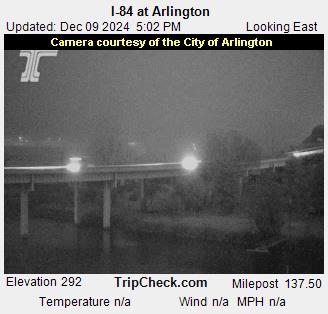 I-84 at Arlington
Updated: Dec 09 2024 5:02 PM Looking East
Camera courtesy of the City of Arlington
Elevation 292 TripCheck.com Milepost 137.50
Temperature n/a Wind n/a MPH n/a